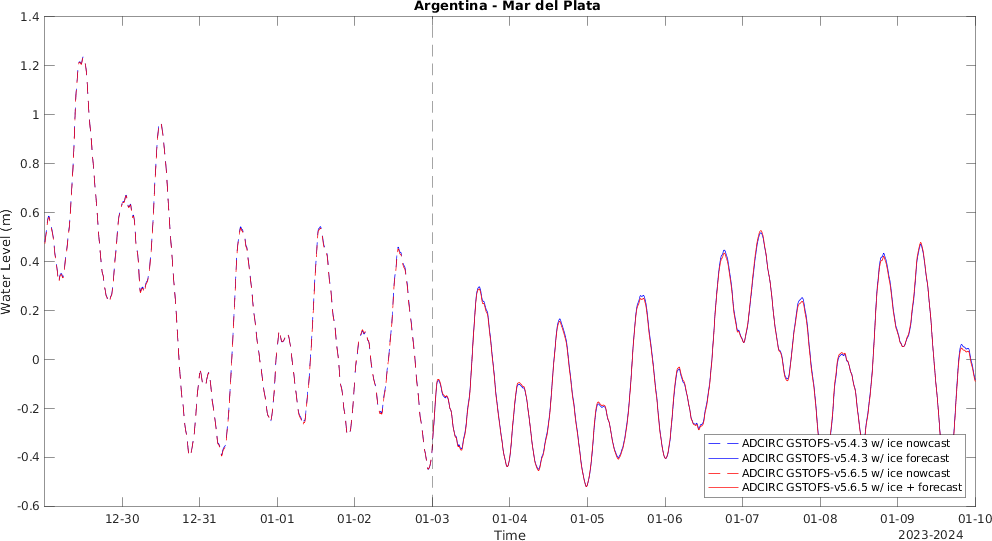 Argentina - Mar del Plata
1.4
1.2
1
0.8
0.6
0.4
0.2
0
-0.2
-0.4
-0.6
Water Level (m)
ADCIRC GSTOFS-v5.4.3 w/ ice nowcast
ADCIRC GSTOFS-v5.4.3 w/ ice forecast
ADCIRC GSTOFS-v5.6.5 w/ ice nowcast
ADCIRC GSTOFS-v5.6.5 w/ ice + forecast
12-30 12-31 01-01 01-02 01-03 01-04 01-05 01-06 01-07 01-08 01-09 01-10
Time
2023-2024